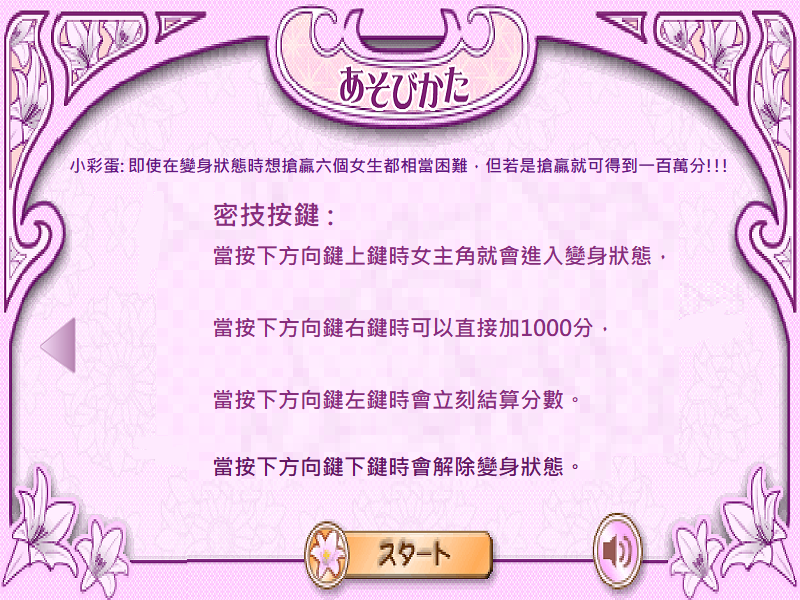 あそびかた
小彩蛋: 即使在變身狀態時想搶贏六個女生都相當困難，但若是搶贏就可得到一百萬分!!!
密技按鍵 :
當按下方向鍵上鍵時女主角就會進入變身狀態，
當按下方向鍵右鍵時可以直接加1000分，
當按下方向鍵左鍵時會立刻結算分數。
當按下方向鍵下鍵時會解除變身狀態。
スタート